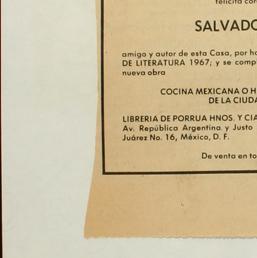 felicita cor
SALVADO
amigo y autor de esta Casa, por ha
DE LITERATURA 1967; y se comp
nueva obra
COCINA MEXICANA O H
DE LA CIUDA
LIBRERIA DE PORRUA HNOS. Y CIA
Av. República Argentina y Justo
Juárez No. 16, México, D. F.
De venta en to